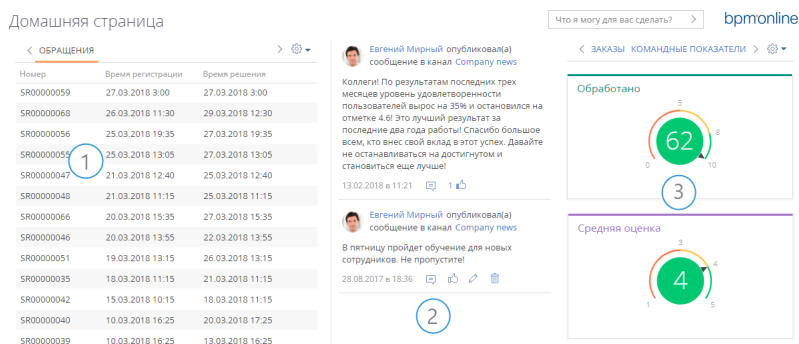 Домашняя страница
Что я могу для вас сделать?
bpmonline
ОБРАЩЕНИЯ
Номер Время регистрации Время решения
SR00000059 27.03.2018 3:00 27.03.2018 3:00
SR00000068 26.03.2018 11:30 29.03.2018 12:30
SR00000056 25.03.2018 19:35 27.03.2018 19:35
SR00000055 25.03.2018 13:05 27.03.2018 13:05
SR00000047 21.03.2018 12:40 25.03.2018 12:40
SR00000048 21.03.2018 11:15 25.03.2018 11:15
SR00000066 20.03.2018 15:35 27.03.2018 15:35
SR00000046 20.03.2018 13:55 22.03.2018 13:55
SR00000051 19.03.2018 13:15 26.03.2018 13:15
SR00000035 18.03.2018 11:15 21.03.2018 11:15
SR00000042 15.03.2018 10:15 18.03.2018 11:15
SR00000040 10.03.2018 16:25 20.03.2018 17:25
SR00000039 10.03.2018 16:25 13.03.2018 16:25
1
Евгений Мирный опубликовал(а)
сообщение в канал Company news
Коллеги! По результатам последних трех
месяцев уровень удовлетворенности
пользователей вырос на 35% и остановился на
отметке 4.6! Это лучший результат за
последние два года работы! Спасибо большое
всем, кто внес свой вклад в этот успех. Давайте
не останавливаться на достигнутом и
становиться еще лучше!
13.02.2018 в 11:21 1
Евгений Мирный опубликовал(а)
сообщение в канал Company news
В пятницу пройдет обучение для новых
сотрудников. Не пропустите!
28.08.2017 в 18:36
2
ЗАКАЗЫ КОМАНДНЫЕ ПОКАЗАТЕЛИ
Обработано
5
8
62
0 10
3
Средняя оценка
3
4
4
1 5